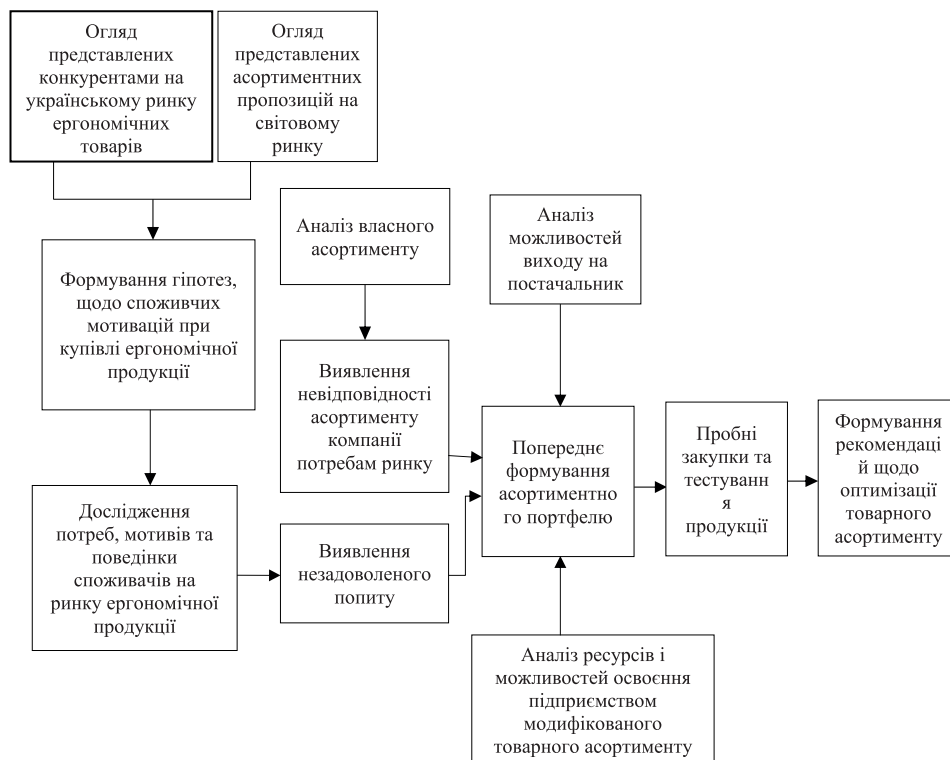 Огляд
представлених
конкурентами на
українському ринку
ергономічних
товарів
Огляд
представлених
асортиментних
пропозицій на
світовому
ринку
Аналіз власного
асортименту
Аналіз
можливостей
виходу на
постачальник
Формування гіпотез,
щодо споживчих
мотивацій при
купівлі ергономічної
продукції
Виявлення
невідповідності
асортименту
компанії
потребам ринку
Попереднє
формування
асортиментно
го портфелю
Пробні
закупки та
тестуванн
я
продукції
Формування
рекомендаці
й щодо
оптимізації
товарного
асортименту
Дослідження
потреб, мотивів та
поведінки
споживачів на
ринку ергономічної
продукції
Виявлення
незадоволеного
попиту
Аналіз ресурсів і
можливостей освоєння
підприємством
модифікованого
товарного асортименту